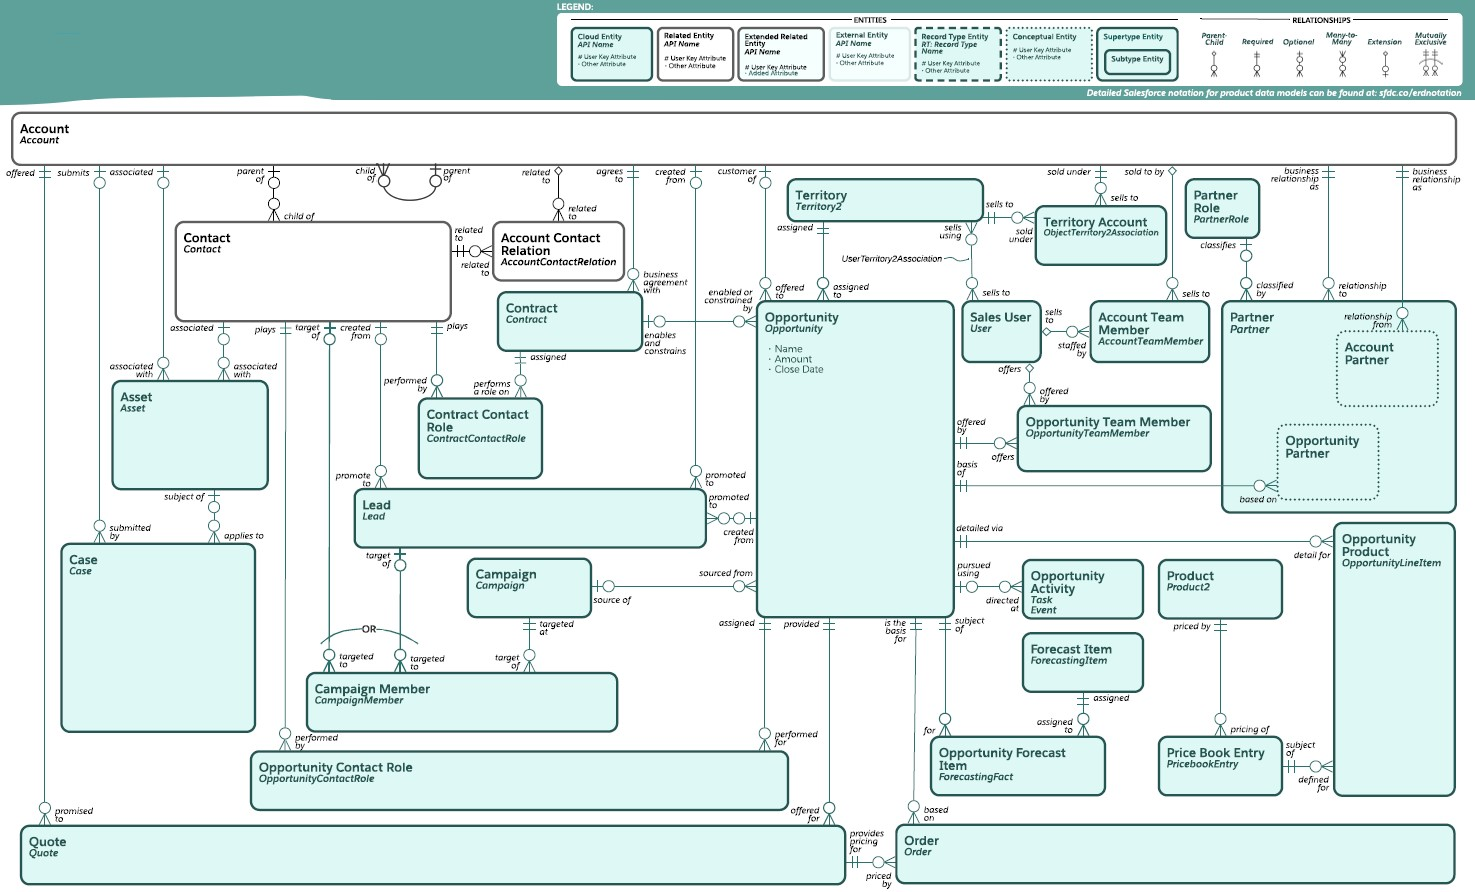 LEGEND:
ENTITIES
Cloud Entity
API Name
# User Key Attribute
- Other Attribute
Related Entity
API Name
# User Key Attribute
- Other Attribute
Extended Related
Entity
API Name
# User Key Attribute
- Added Attribute
External Entity
API Name
# User Key Attribute
- Other Attribute
Record Type Entity
RT: Record Type
Name
# User Key Attribute
- Other Attribute
Conceptual Entity
# User Key Attribute
- Other Attribute
Supertype Entity
Subtype Entity
RELATIONSHIPS
Parent-
Child
Required
Optional
Many-to-
Many
Extension
Mutually
Exclusive
Detailed Salesforce notation for product data models can be found at: sfdc.co/erdnotation
Account
Account
offered
submits
associated
parent
of
child
of
parent
of
related
to
agrees
to
created
from
customer
of
sold under
sold to by
business
relationship
as
business
relationship
as
child of
related
to
Contact
Contact
related
to
related
to
Account Contact
Relation
AccountContactRelation
Territory
Territory2
assigned
sells
using
sells to
sold
under
sells to
Territory Account
ObjectTerritory2Association
Partner
Role
PartnerRole
classifies
UserTerritory2Association
business
agreement
with
enabled or
constrained
by
offered
to
assigned
to
sells to
sells to
classified
by
relationship
to
relationship
from
Contract
Contract
enables
and
constrains
assigned
Opportunity
Opportunity
- Name
- Amount
- Close Date
Sales User
User
sells
to
staffed
by
offers
offered
by
Account Team
Member
AccountTeamMember
Partner
Partner
Account
Partner
Opportunity
Partner
based on
associated
plays
target
of
created
from
plays
associated
with
associated
with
performed
by
performs
a role on
Asset
Asset
subject of
Contract Contact
Role
ContractContactRole
offered
by
offers
Opportunity Team Member
OpportunityTeamMember
basis
of
promote
to
promoted
to
promoted
to
created
from
Lead
Lead
target
of
submitted
by
applies to
Case
Case
detailed via
detail for
Opportunity
Product
OpportunityLineItem
Campaign
Campaign
source of
sourced from
targeted
at
target
of
pursued
using
directed
at
Opportunity
Activity
Task
Event
Product
Product2
priced by
OR
targeted
to
targeted
to
Campaign Member
CampaignMember
assigned
provided
is the
basis
for
subject
of
Forecast Item
ForecastingItem
assigned
assigned
to
for
pricing of
performed
by
performed
for
Opportunity Contact Role
OpportunityContactRole
Opportunity Forecast
Item
ForecastingFact
Price Book Entry
PricebookEntry
subject
of
defined
for
promised
to
offered
for
based
on
Quote
Quote
provides
pricing
for
priced
by
Order
Order